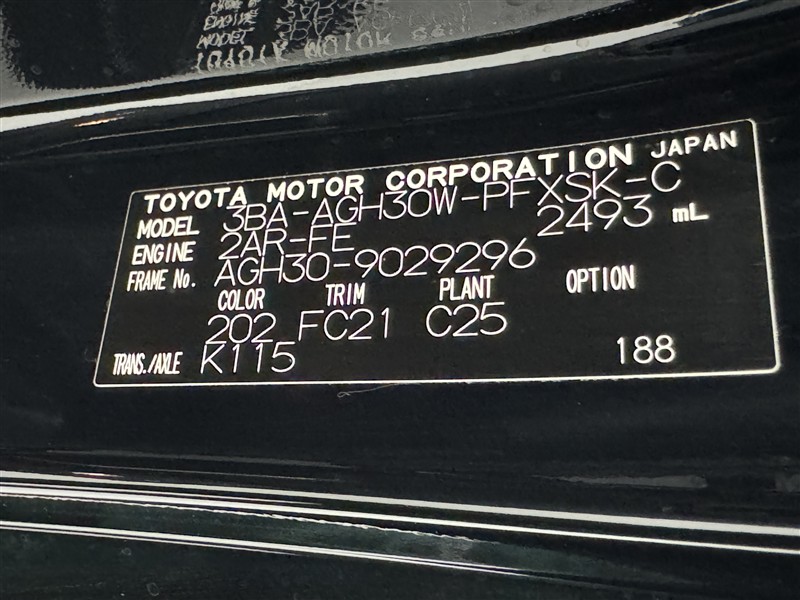 TOYOTA MOTOR CORPORATION JAPAN
MODEL 3BA-AGH30W-PFXSK-C
ENGINE 2AR-FE 2493 mL
FRAME No. AGH30-9029296
COLOR TRIM PLANT OPTION
202 FC21 C25
TRANS./AXLE K115 188